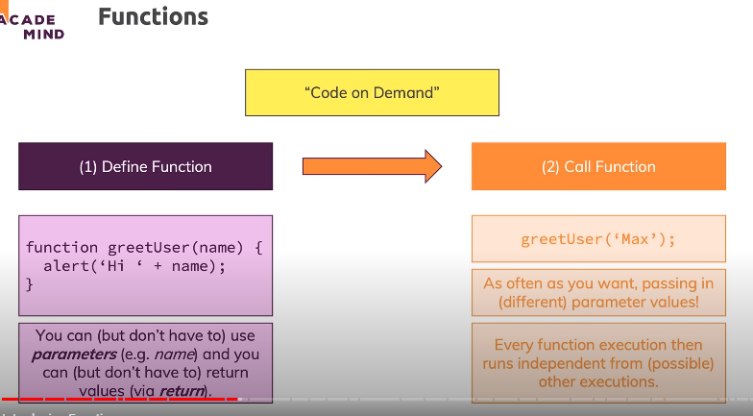 ACADE
MIND
Functions
“Code on Demand”
(1) Define Function
(2) Call Function
function greetUser(name) {
alert(‘Hi ‘ + name);
}
greetUser(‘Max’);
As often as you want, passing in
(different) parameter values!
You can (but don’t have to) use
parameters (e.g. name) and you
can (but don’t have to) return
values (via return).
Every function execution then
runs independent from (possible)
other executions.